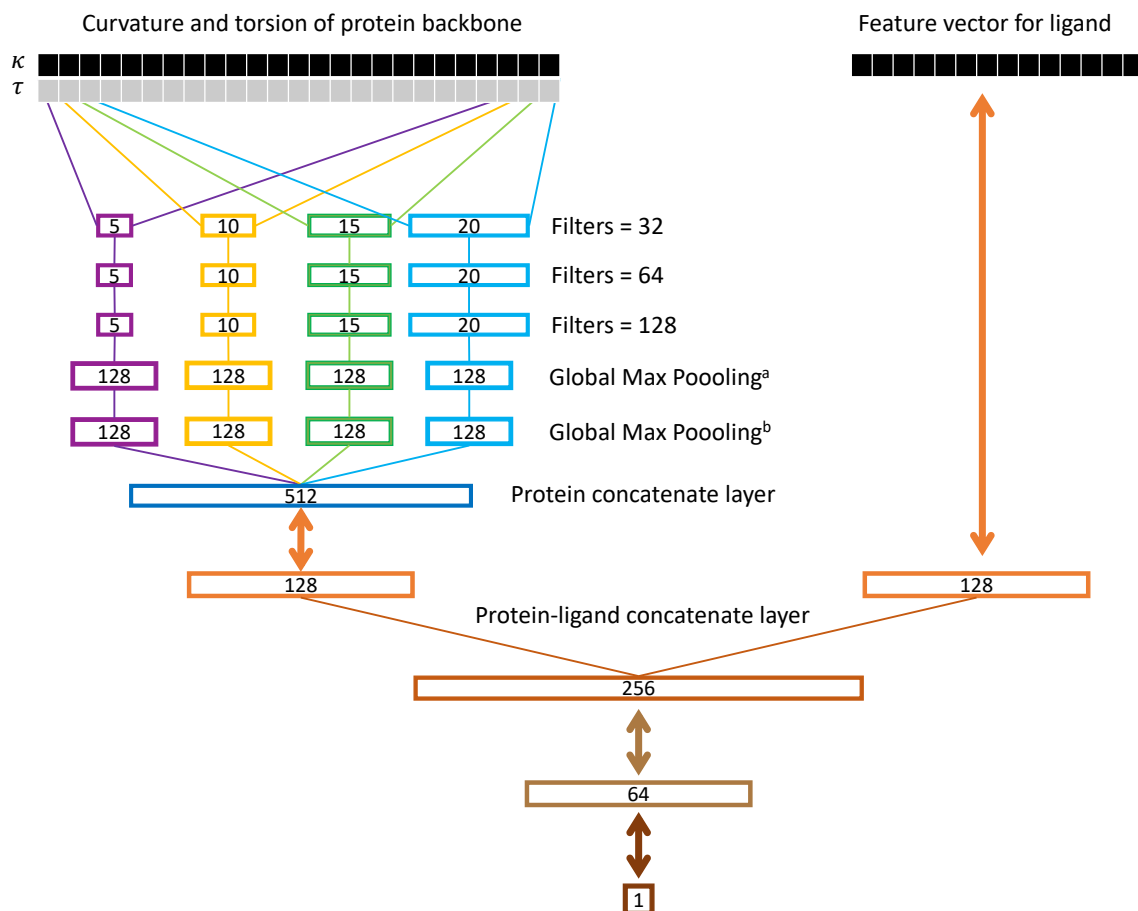 Curvature and torsion of protein backbone
Feature vector for ligand
κ
τ
5 10 15 20 Filters = 32
5 10 15 20 Filters = 64
5 10 15 20 Filters = 128
128 128 128 128 Global Max Poooling^a
128 128 128 128 Global Max Poooling^b
512 Protein concatenate layer
128 128
Protein-ligand concatenate layer
256
64
1